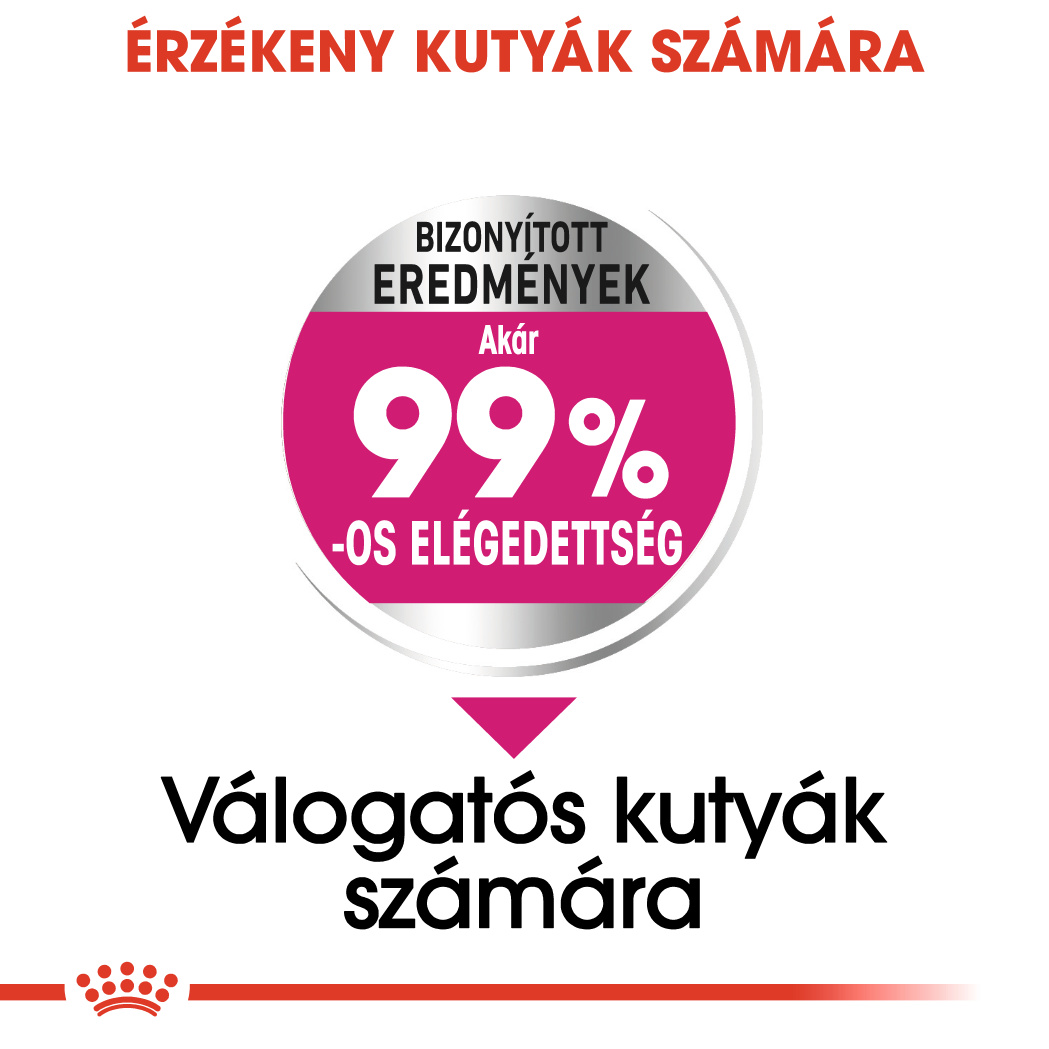 ÉRZÉKENY KUTYÁK SZÁMÁRA
BIZONYÍTOTT
EREDMÉNYEK
Akár
99%
-OS ELÉGEDETTSÉG
Válogatós kutyák
számára